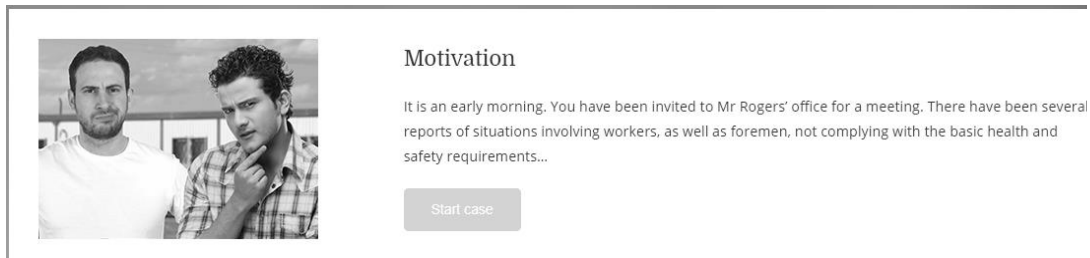 Motivation
It is an early morning. You have been invited to Mr Rogers’ office for a meeting. There have been several
reports of situations involving workers, as well as foremen, not complying with the basic health and
safety requirements...
Start case